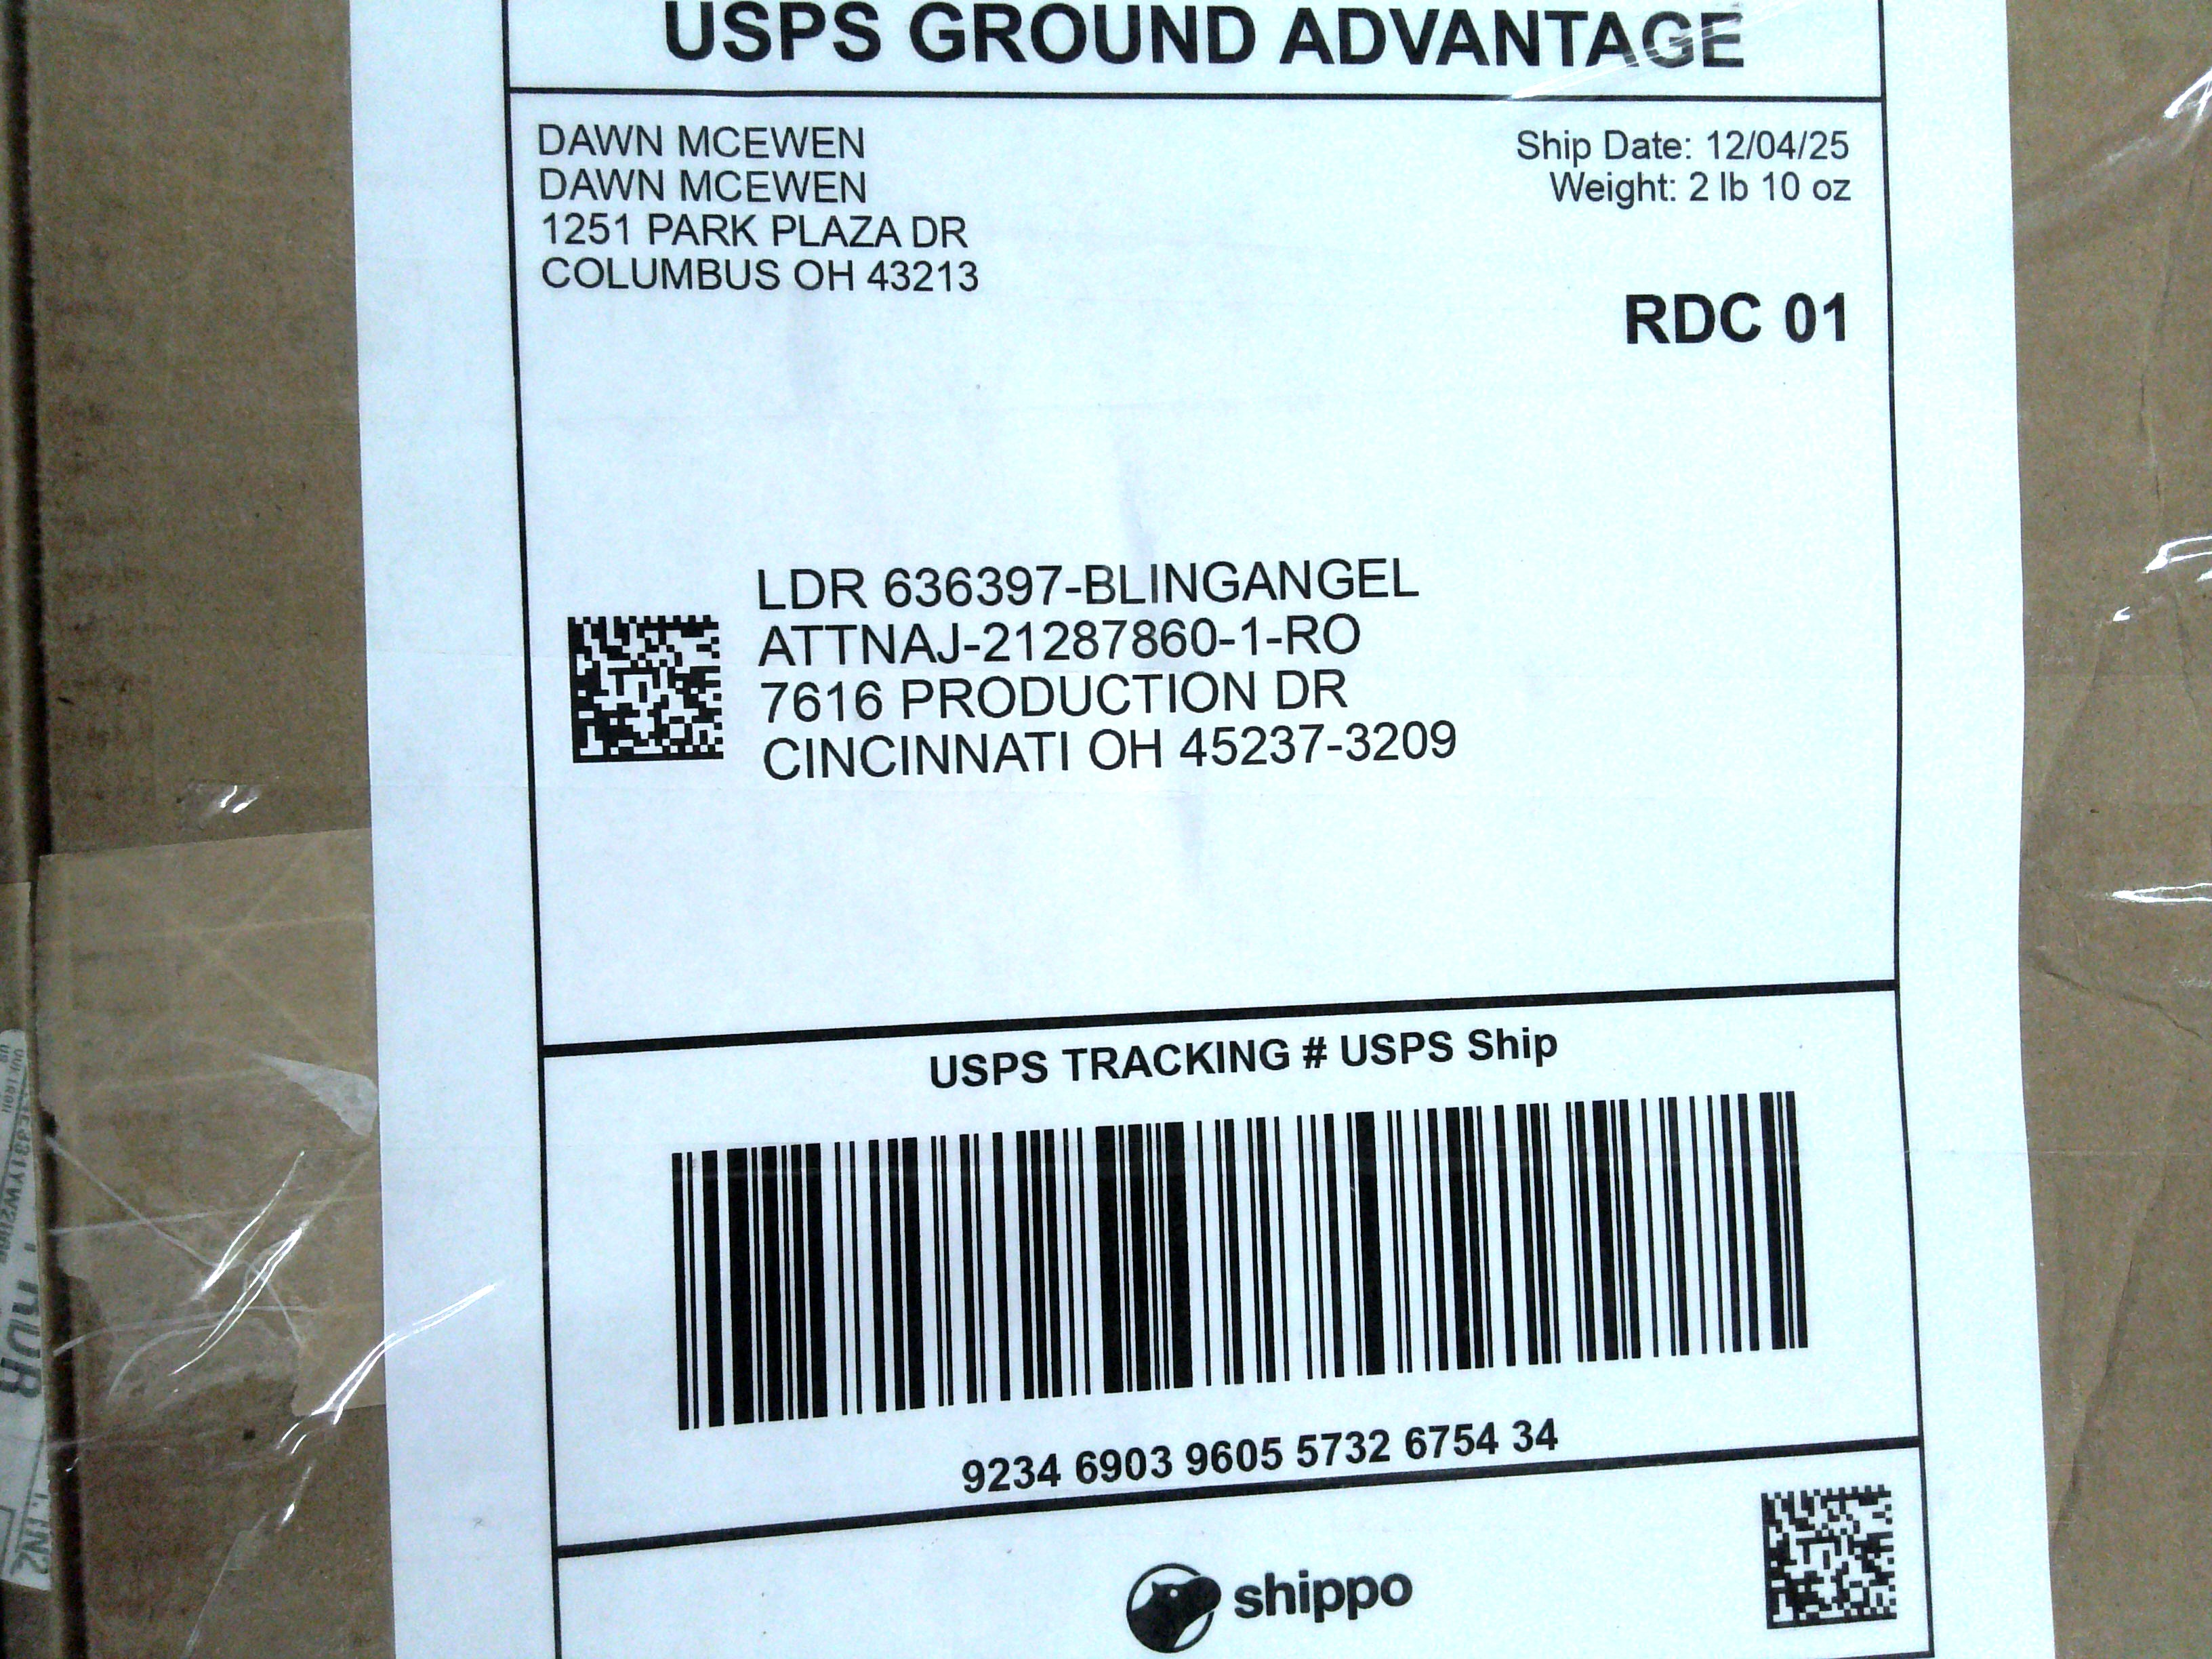 USPS GROUND ADVANTAGE
DAWN MCEWEN
DAWN MCEWEN
1251 PARK PLAZA DR
COLUMBUS OH 43213
Ship Date: 12/04/25
Weight: 2 lb 10 oz
RDC 01
LDR 636397-BLINGANGEL
ATTNAJ-21287860-1-RO
7616 PRODUCTION DR
CINCINNATI OH 45237-3209
USPS TRACKING # USPS Ship
9234 6903 9605 5732 6754 34
shippo